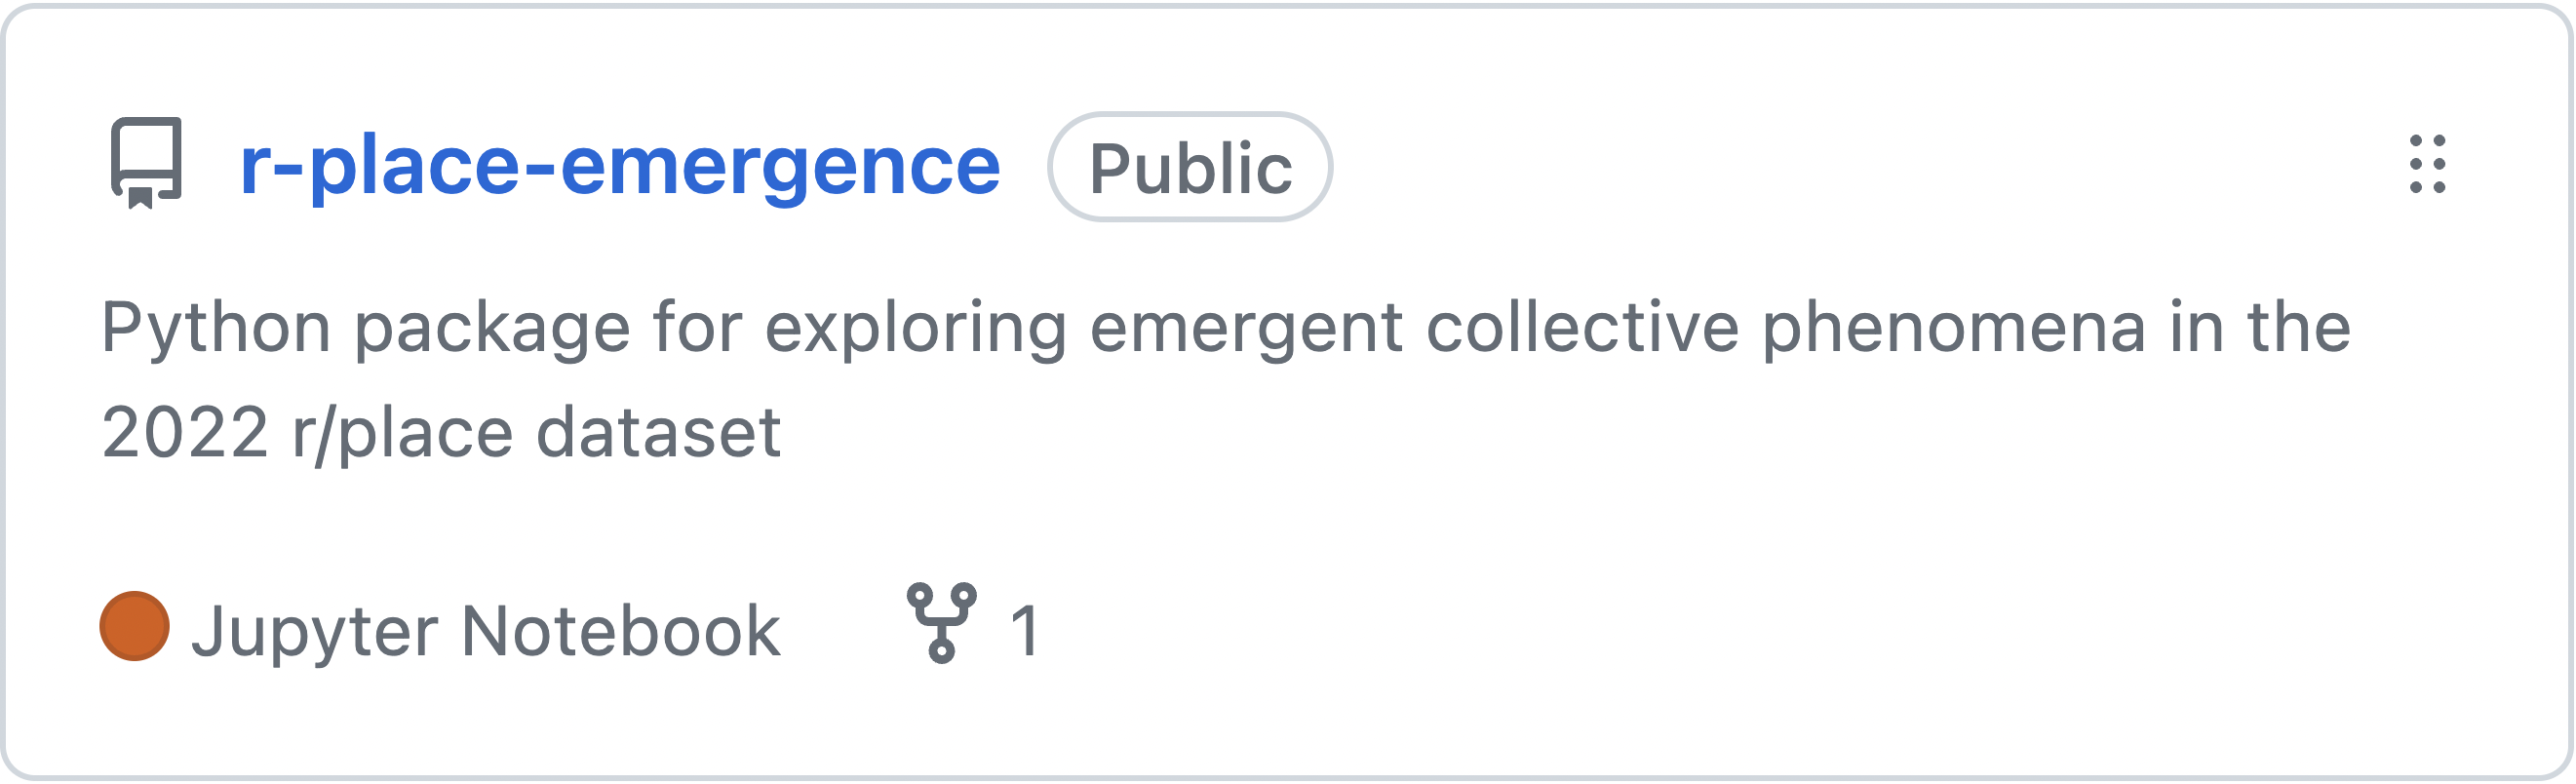 r-place-emergence Public
Python package for exploring emergent collective phenomena in the
2022 r/place dataset
Jupyter Notebook 1